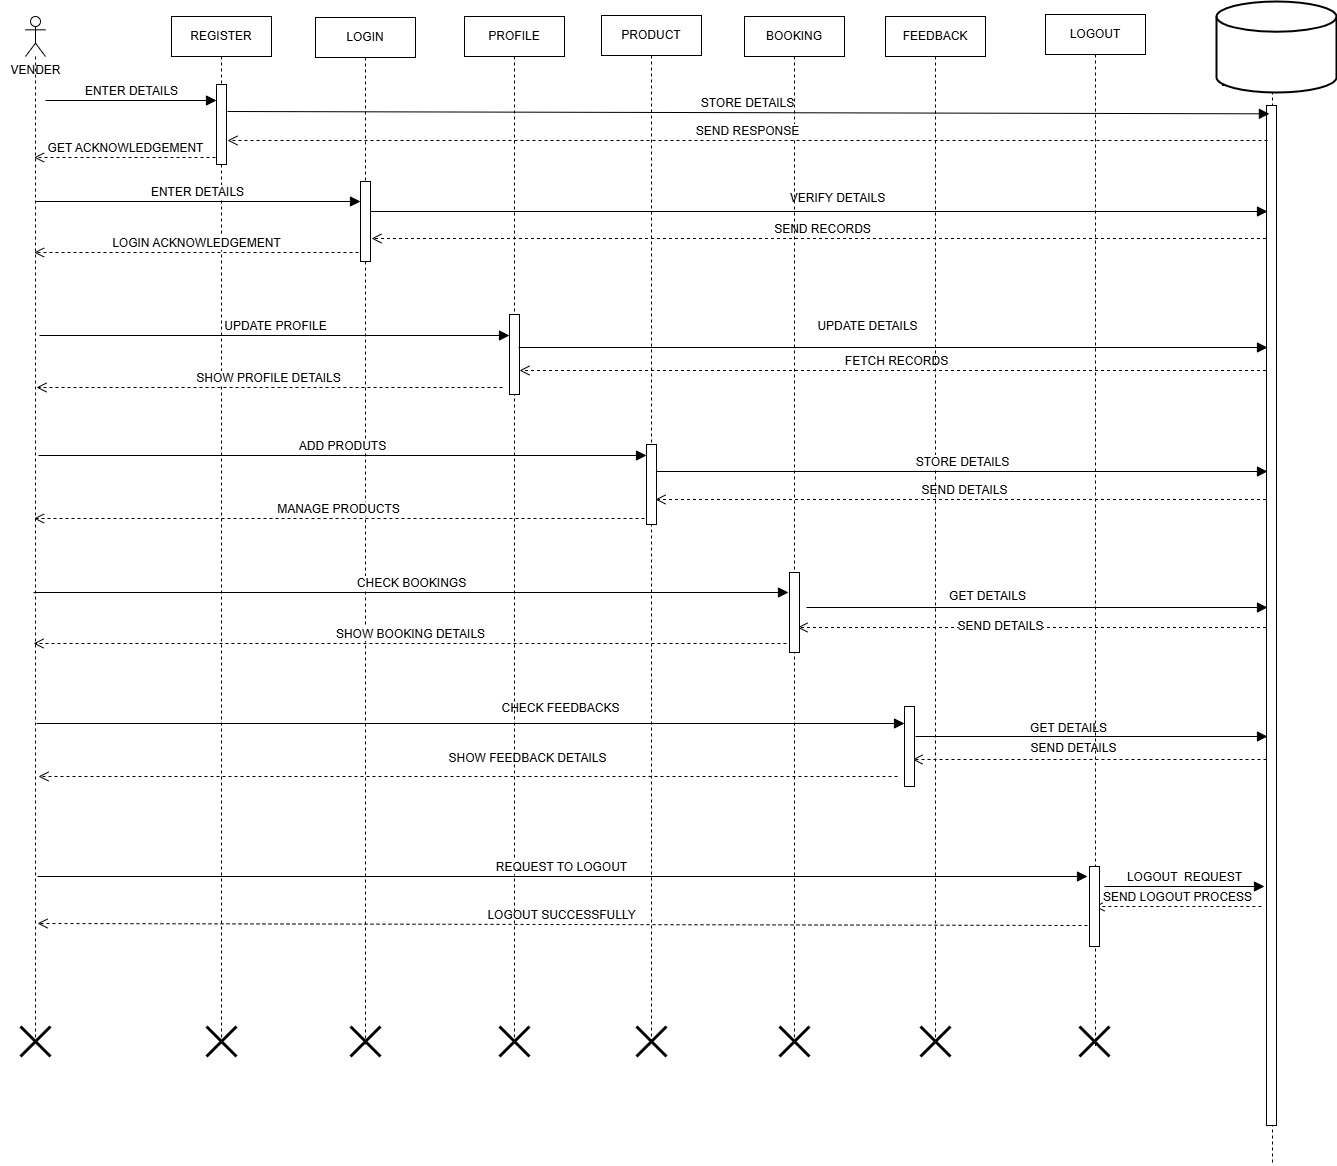 REGISTER
LOGIN
PROFILE
PRODUCT
BOOKING
FEEDBACK
LOGOUT
VENDER
ENTER DETAILS
STORE DETAILS
SEND RESPONSE
GET ACKNOWLEDGEMENT
ENTER DETAILS
VERIFY DETAILS
SEND RECORDS
LOGIN ACKNOWLEDGEMENT
UPDATE PROFILE
UPDATE DETAILS
FETCH RECORDS
SHOW PROFILE DETAILS
ADD PRODUTS
STORE DETAILS
SEND DETAILS
MANAGE PRODUCTS
CHECK BOOKINGS
GET DETAILS
SEND DETAILS
SHOW BOOKING DETAILS
CHECK FEEDBACKS
GET DETAILS
SEND DETAILS
SHOW FEEDBACK DETAILS
REQUEST TO LOGOUT
LOGOUT  REQUEST
SEND LOGOUT PROCESS
LOGOUT SUCCESSFULLY